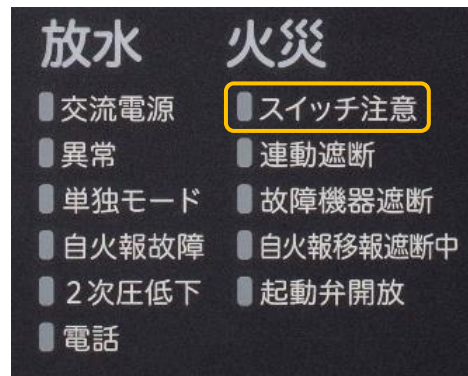 放水 火災
交流電源 スイッチ注意
異常 連動遮断
単独モード 故障機器遮断
自火報故障 自火報移報遮断中
2次圧低下 起動弁開放
電話